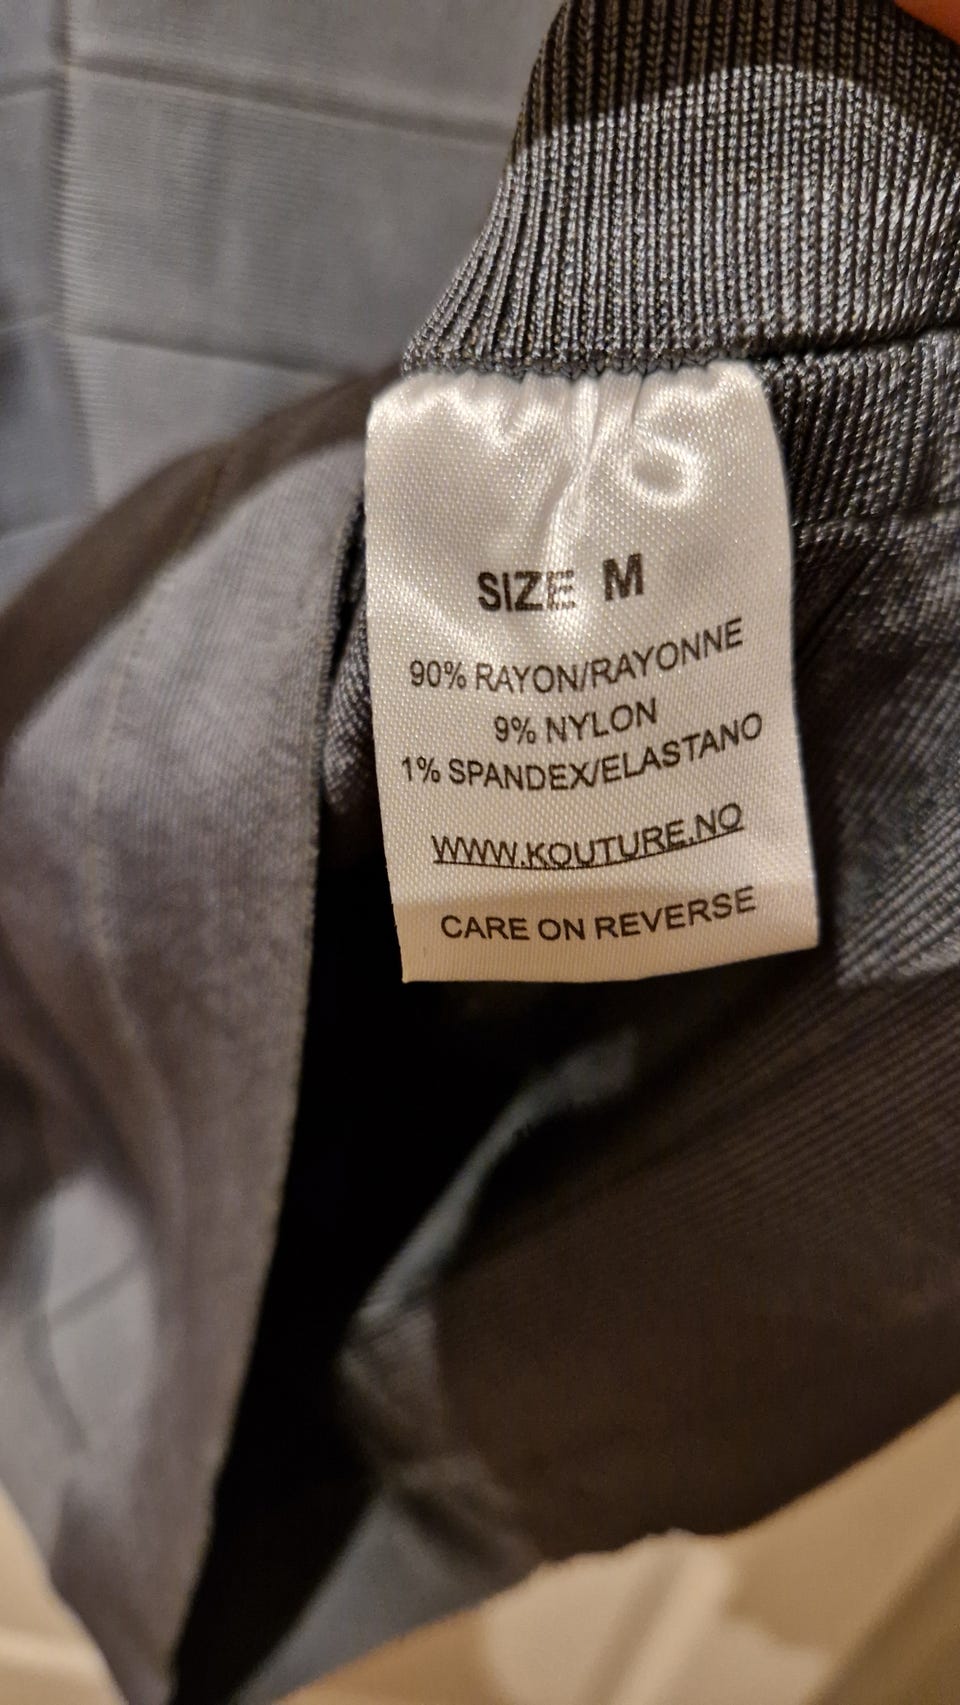 SIZE M
90% RAYON/RAYONNE
9% NYLON
1% SPANDEX/ELASTANO
WWW.KOUTURE.NO
CARE ON REVERSE